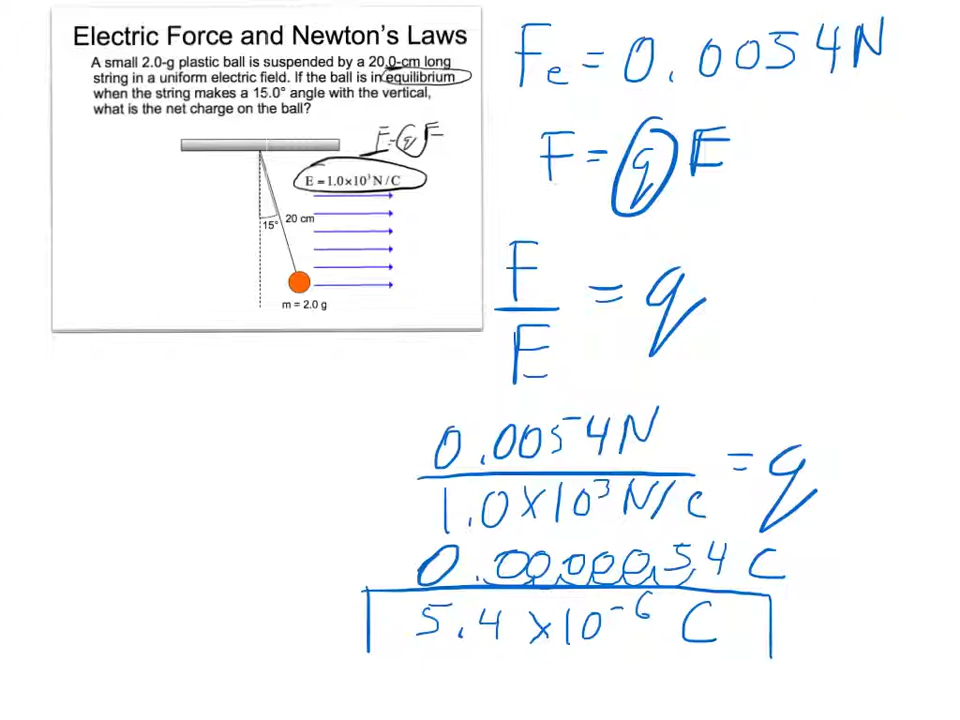 Electric Force and Newton's Laws
A small 2.0-g plastic ball is suspended by a 20.0-cm long
string in a uniform electric field. If the ball is in equilibrium
when the string makes a 15.0° angle with the vertical,
what is the net charge on the ball?
F=qE
E = 1.0×10³ N/C
15°
20 cm
m = 2.0 g
Fe = 0.0054N
F = qE
F
E
= q
0.0054N
1.0×10³ N/C
= q
0.0000054 C
5.4 ×10⁻⁶ C